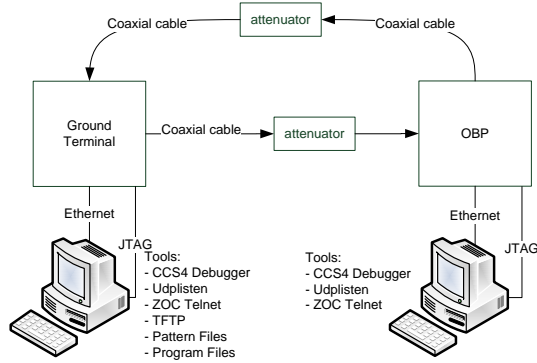 Coaxial cable
attenuator
Coaxial cable
Ground
Terminal
Coaxial cable
attenuator
OBP
Ethernet
JTAG
Tools:
- CCS4 Debugger
- Udplisten
- ZOC Telnet
- TFTP
- Pattern Files
- Program Files
Tools:
- CCS4 Debugger
- Udplisten
- ZOC Telnet
Ethernet
JTAG